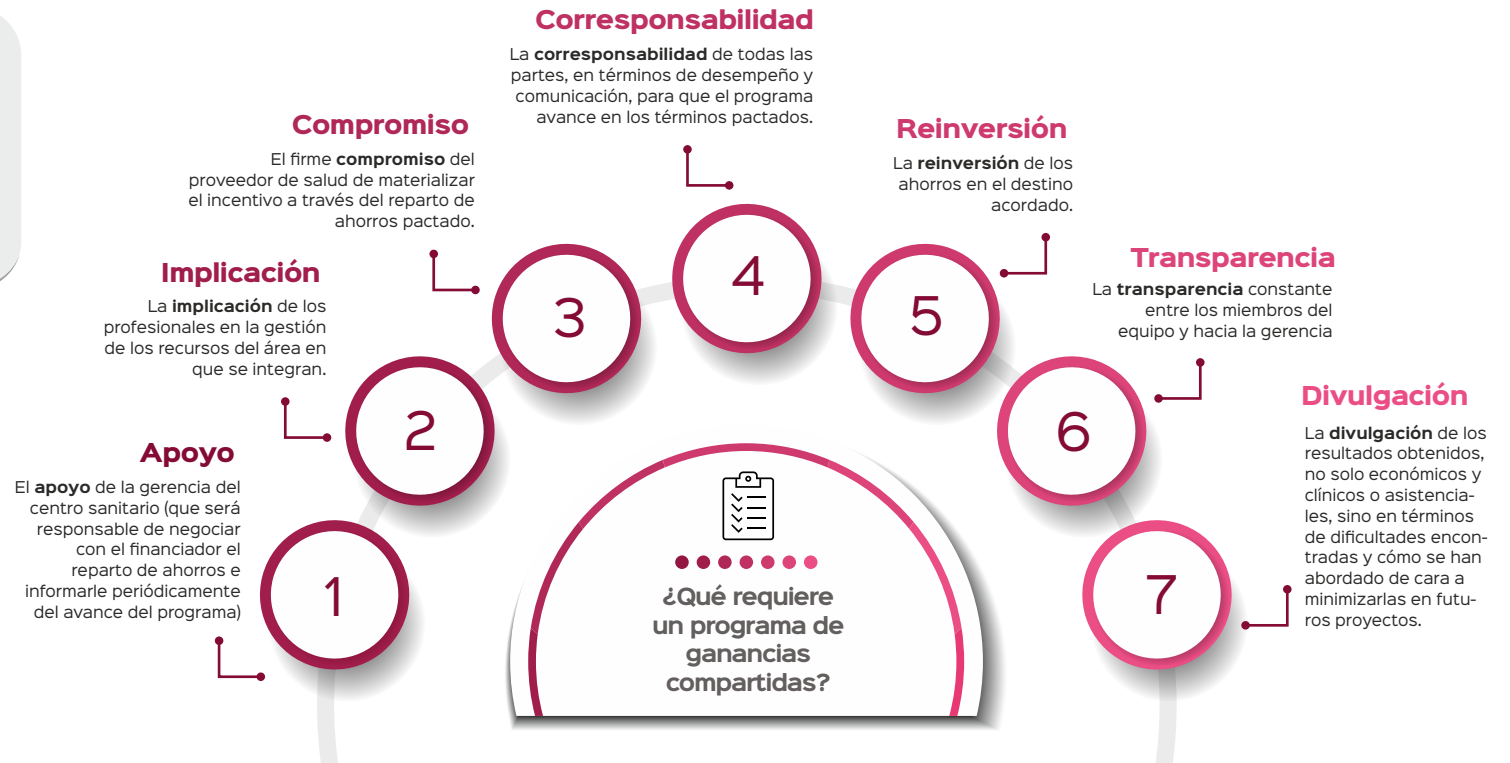 Corresponsabilidad
La corresponsabilidad de todas las
partes, en términos de desempeño y
comunicación, para que el programa
avance en los términos pactados.
Compromiso
El firme compromiso del
proveedor de salud de materializar
el incentivo a través del reparto de
ahorros pactado.
Reinversión
La reinversión de los
ahorros en el destino
acordado.
Implicación
La implicación de los
profesionales en la gestión
de los recursos del área en
que se integran.
Transparencia
La transparencia constante
entre los miembros del
equipo y hacia la gerencia
Apoyo
El apoyo de la gerencia del
centro sanitario (que será
responsable de negociar
con el financiador el
reparto de ahorros e
informarle periódicamente
del avance del programa)
Divulgación
La divulgación de los
resultados obtenidos,
no solo económicos y
clínicos o asistencia-
les, sino en términos
de dificultades encon-
tradas y cómo se han
abordado de cara a
minimizarlas en futu-
ros proyectos.
1
2
3
4
5
6
7
¿Qué requiere
un programa de
ganancias
compartidas?